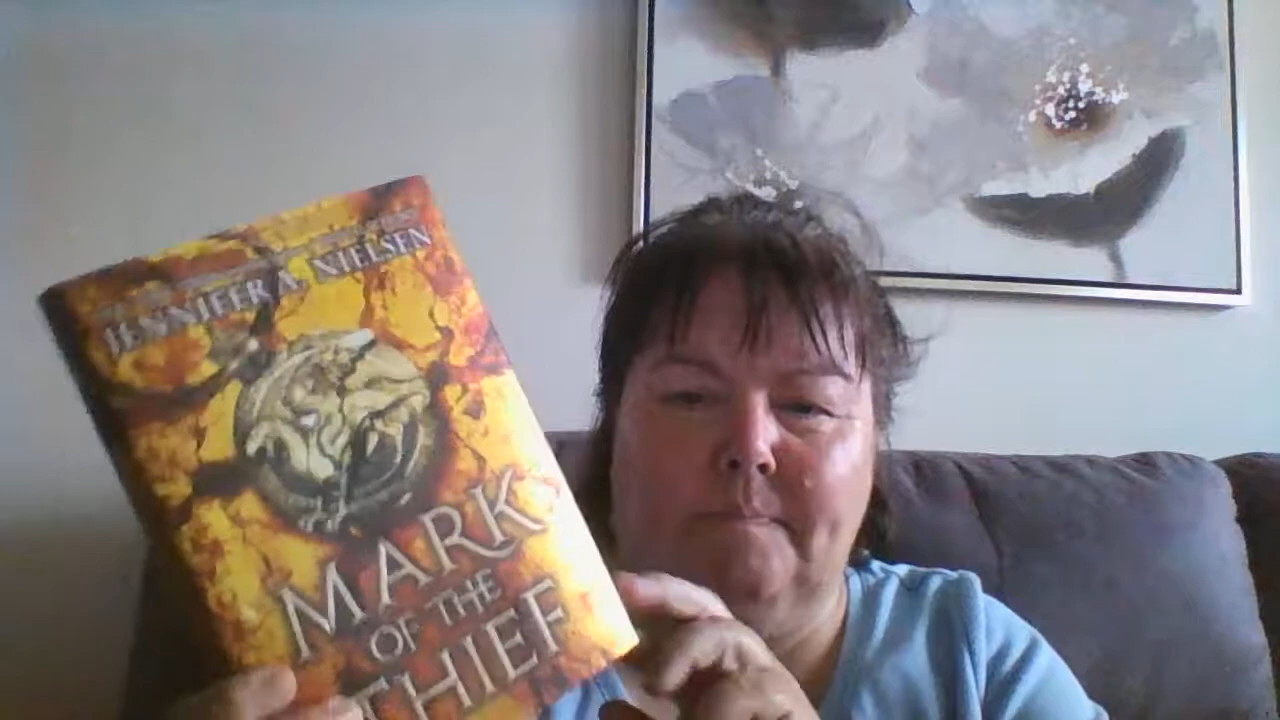 JENNIFER A. NIELSEN
MARK
OF THE
THIEF